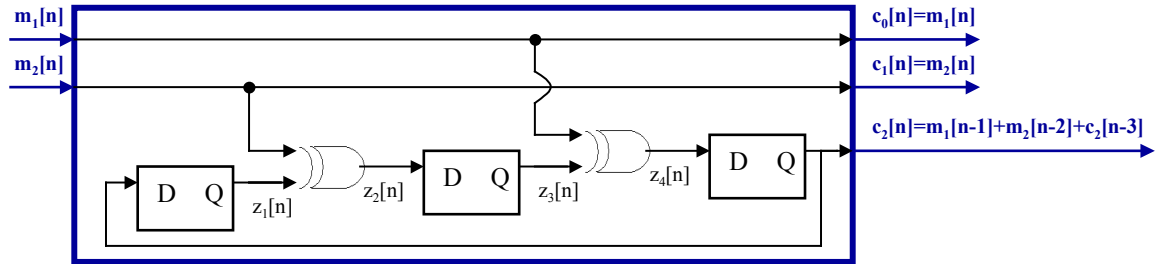 m₁[n]
c₀[n]=m₁[n]
m₂[n]
c₁[n]=m₂[n]
c₂[n]=m₁[n-1]+m₂[n-2]+c₂[n-3]
D Q
z₁[n]
z₂[n]
D Q
z₃[n]
z₄[n]
D Q